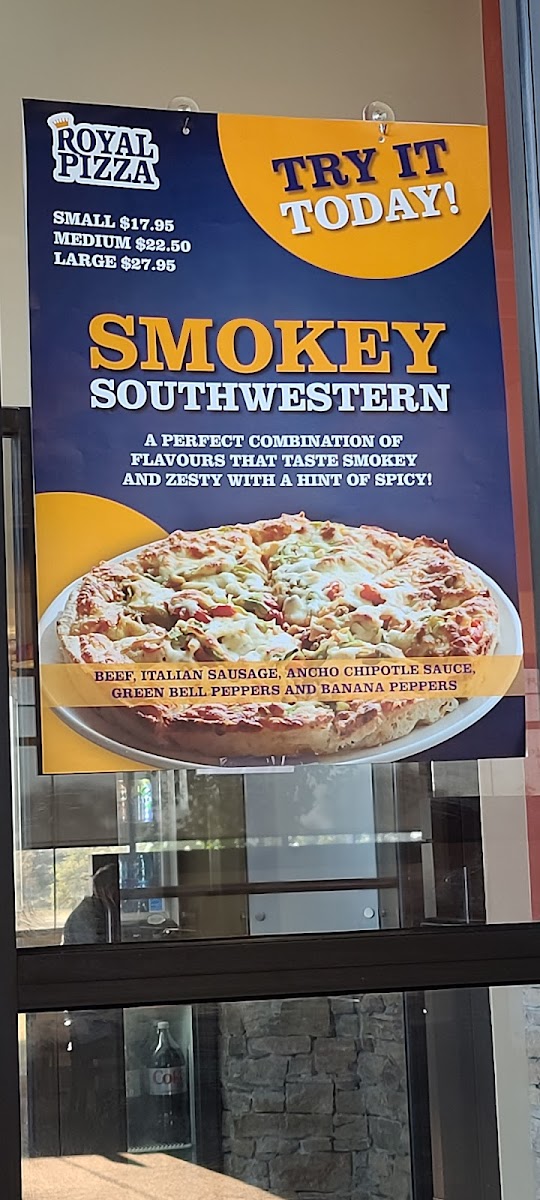 ROYAL
PIZZA
TRY IT
TODAY!
SMALL $17.95
MEDIUM $22.50
LARGE $27.95
SMOKEY
SOUTHWESTERN
A PERFECT COMBINATION OF
FLAVOURS THAT TASTE SMOKEY
AND ZESTY WITH A HINT OF SPICY!
BEEF, ITALIAN SAUSAGE, ANCHO CHIPOTLE SAUCE,
GREEN BELL PEPPERS AND BANANA PEPPERS